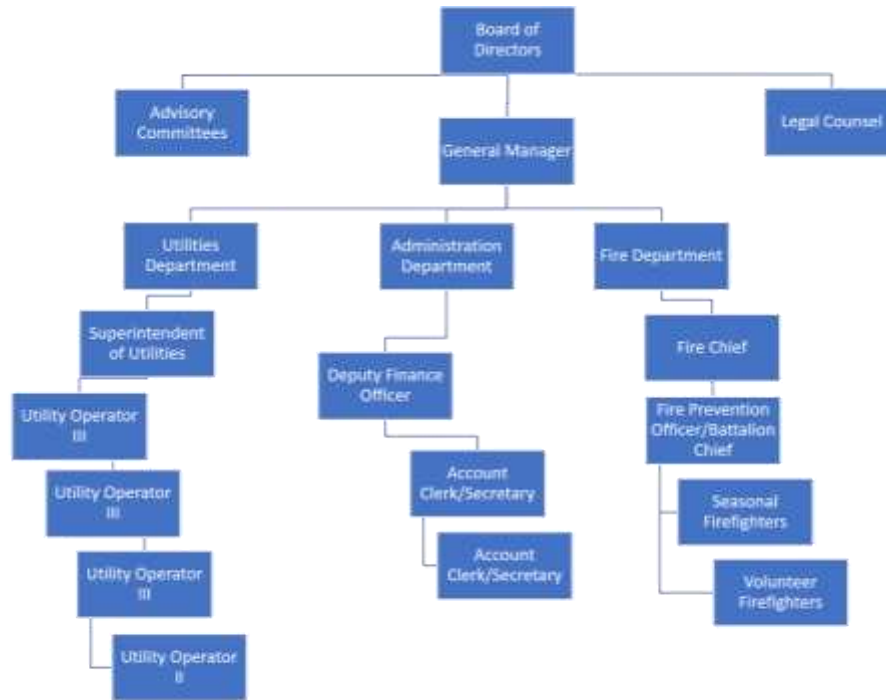 Board of
Directors
Advisory
Committees
Legal Counsel
General Manager
Utilities
Department
Administration
Department
Fire Department
Superintendent
of Utilities
Fire Chief
Deputy Finance
Officer
Utility Operator
III
Fire Prevention
Officer/Battalion
Chief
Utility Operator
III
Account
Clerk/Secretary
Seasonal
Firefighters
Utility Operator
III
Account
Clerk/Secretary
Volunteer
Firefighters
Utility Operator
II